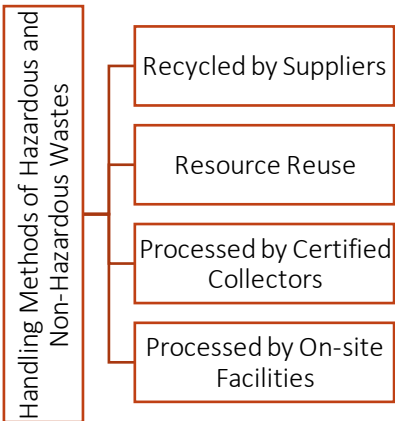 Handling Methods of Hazardous and
Non-Hazardous Wastes
Recycled by Suppliers
Resource Reuse
Processed by Certified
Collectors
Processed by On-site
Facilities